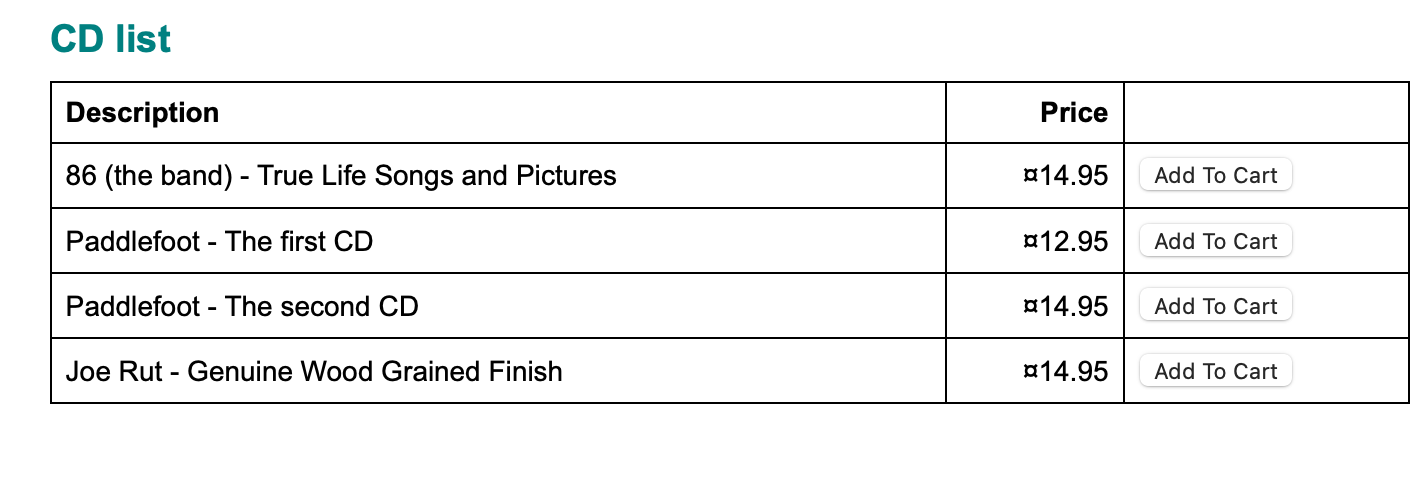 CD list
Description Price
86 (the band) - True Life Songs and Pictures ¤14.95 Add To Cart
Paddlefoot - The first CD ¤12.95 Add To Cart
Paddlefoot - The second CD ¤14.95 Add To Cart
Joe Rut - Genuine Wood Grained Finish ¤14.95 Add To Cart